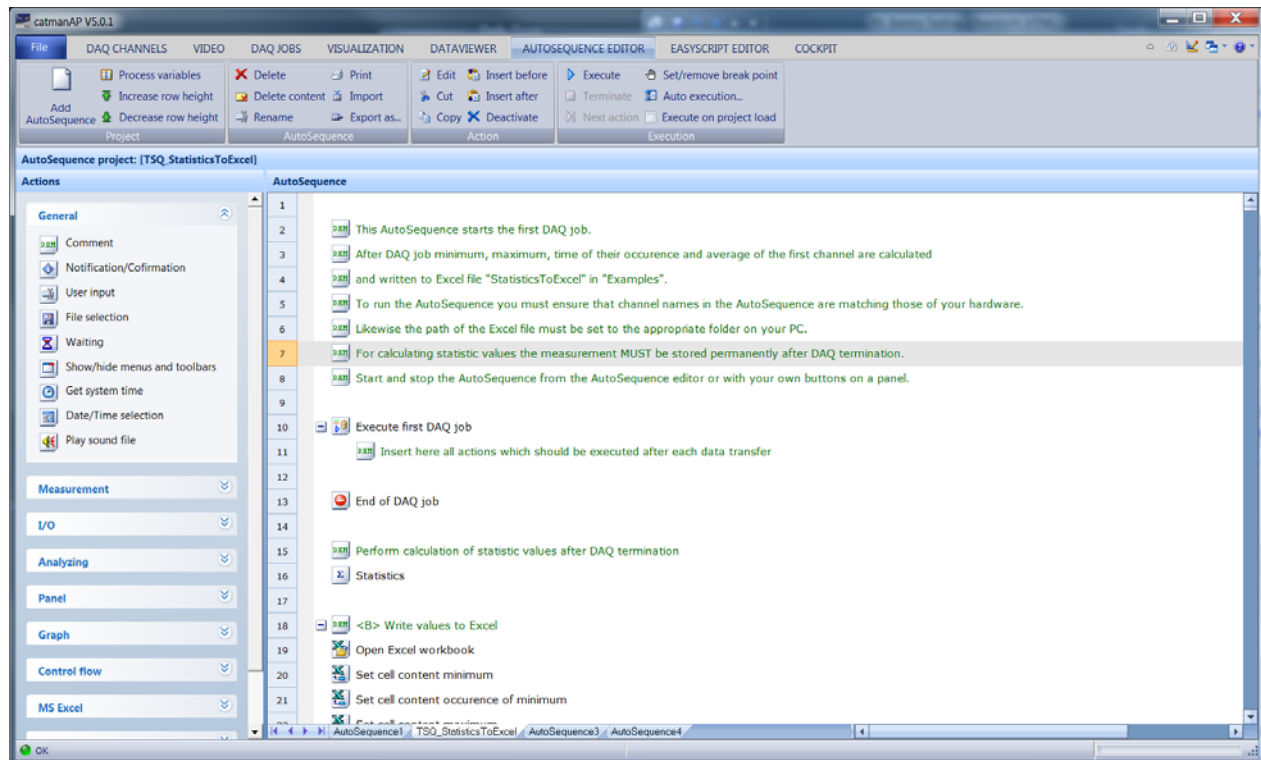 catmanAP V5.0.1
File DAQ CHANNELS VIDEO DAQ JOBS VISUALIZATION DATAVIEWER AUTOSEQUENCE EDITOR EASYSCRIPT EDITOR COCKPIT
Add AutoSequence
Process variables
Increase row height
Decrease row height
Project
Delete
Delete content
Rename
Print
Import
Export as...
AutoSequence
Edit
Cut
Copy
Insert before
Insert after
Deactivate
Action
Execute
Terminate
Next action
Set/remove break point
Auto execution...
Execute on project load
Execution
AutoSequence project: [TSQ_StatisticsToExcel]
Actions
General
Comment
Notification/Cofirmation
User input
File selection
Waiting
Show/hide menus and toolbars
Get system time
Date/Time selection
Play sound file
Measurement
I/O
Analyzing
Panel
Graph
Control flow
MS Excel
AutoSequence
1
2 REM This AutoSequence starts the first DAQ job.
3 REM After DAQ job minimum, maximum, time of their occurence and average of the first channel are calculated
4 REM and written to Excel file "StatisticsToExcel" in "Examples".
5 REM To run the AutoSequence you must ensure that channel names in the AutoSequence are matching those of your hardware.
6 REM Likewise the path of the Excel file must be set to the appropriate folder on your PC.
7 REM For calculating statistic values the measurement MUST be stored permanently after DAQ termination.
8 REM Start and stop the AutoSequence from the AutoSequence editor or with your own buttons on a panel.
9
10 Execute first DAQ job
11 REM Insert here all actions which should be executed after each data transfer
12
13 End of DAQ job
14
15 REM Perform calculation of statistic values after DAQ termination
16 Σ Statistics
17
18 REM <B> Write values to Excel
19 Open Excel workbook
20 Set cell content minimum
21 Set cell content occurence of minimum
AutoSequence1 TSQ_StatisticsToExcel AutoSequence3 AutoSequence4
OK